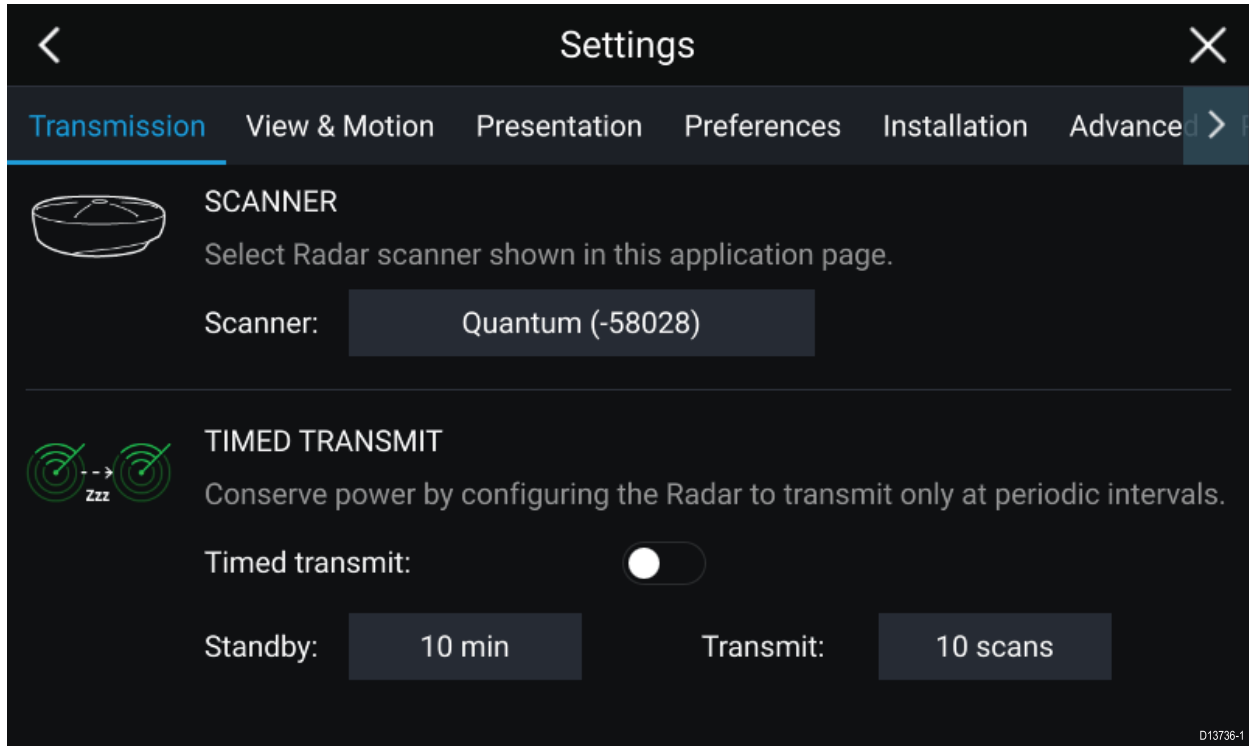 Settings
Transmission View & Motion Presentation Preferences Installation Advanced
SCANNER
Select Radar scanner shown in this application page.
Scanner: Quantum (-58028)
TIMED TRANSMIT
Zzz
Conserve power by configuring the Radar to transmit only at periodic intervals.
Timed transmit:
Standby: 10 min Transmit: 10 scans
D13736-1